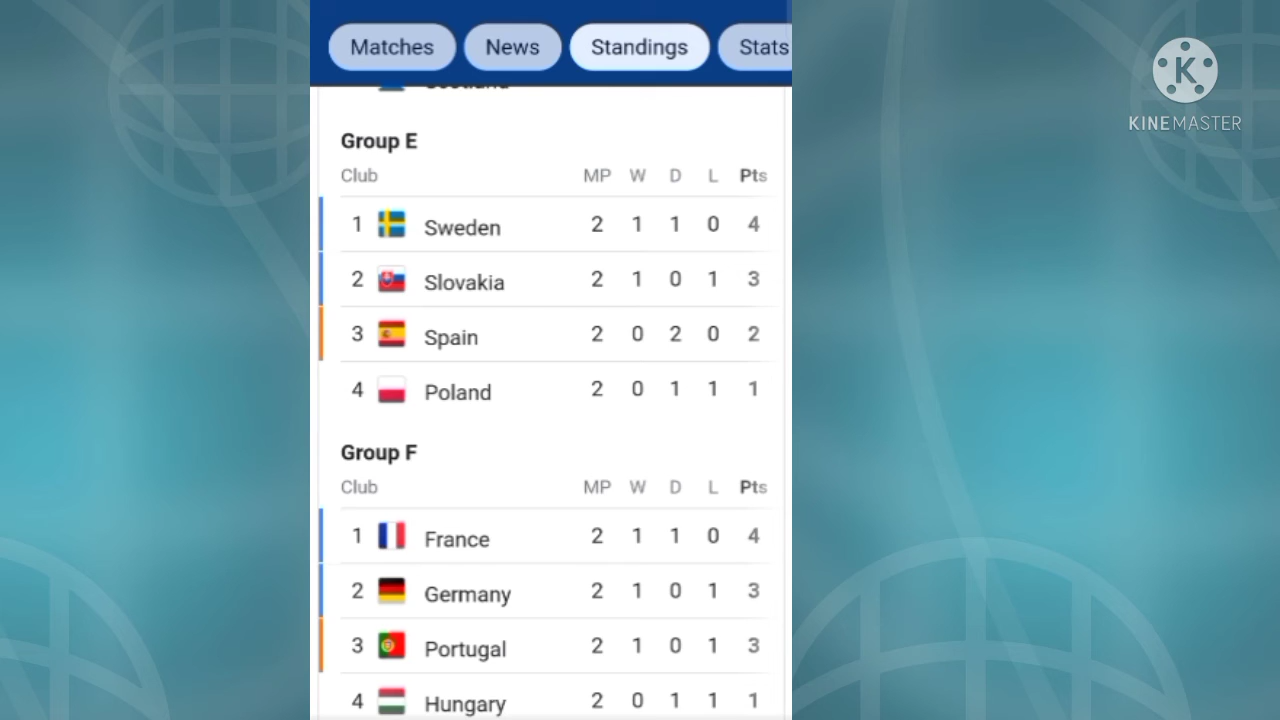 Matches News Standings Stats
K
KINEMASTER
Scotland
Group E
Club MP W D L Pts
1 Sweden 2 1 1 0 4
2 Slovakia 2 1 0 1 3
3 Spain 2 0 2 0 2
4 Poland 2 0 1 1 1
Group F
Club MP W D L Pts
1 France 2 1 1 0 4
2 Germany 2 1 0 1 3
3 Portugal 2 1 0 1 3
4 Hungary 2 0 1 1 1